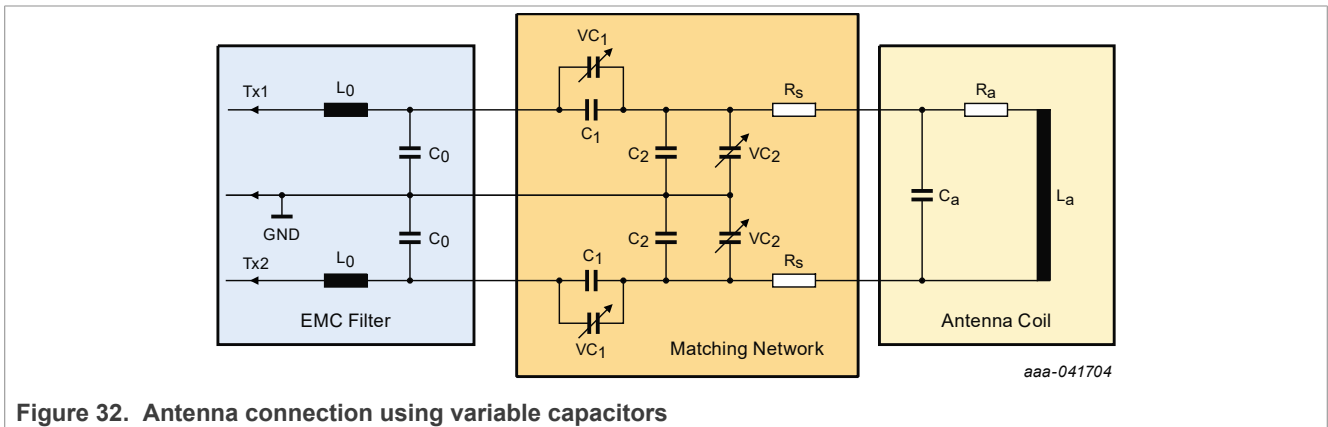 VC1
Tx1
L0
Rs
Ra
C1
C0
C2
VC2
Ca
La
GND
C0
C2
VC2
Tx2
L0
C1
Rs
EMC Filter
VC1
Matching Network
Antenna Coil
aaa-041704
Figure 32. Antenna connection using variable capacitors